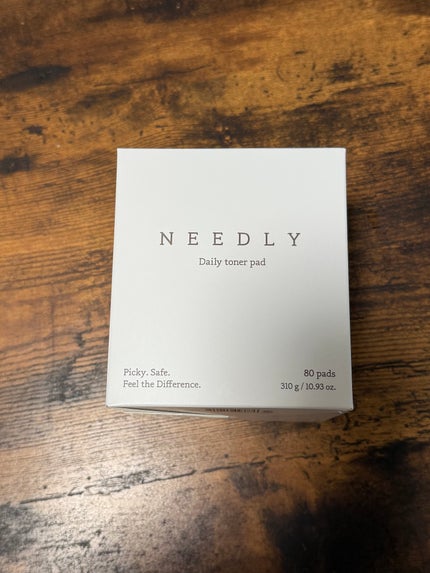 NEEDLY
Daily toner pad
Picky. Safe.
Feel the Difference.
80 pads
310 g / 10.93 oz.